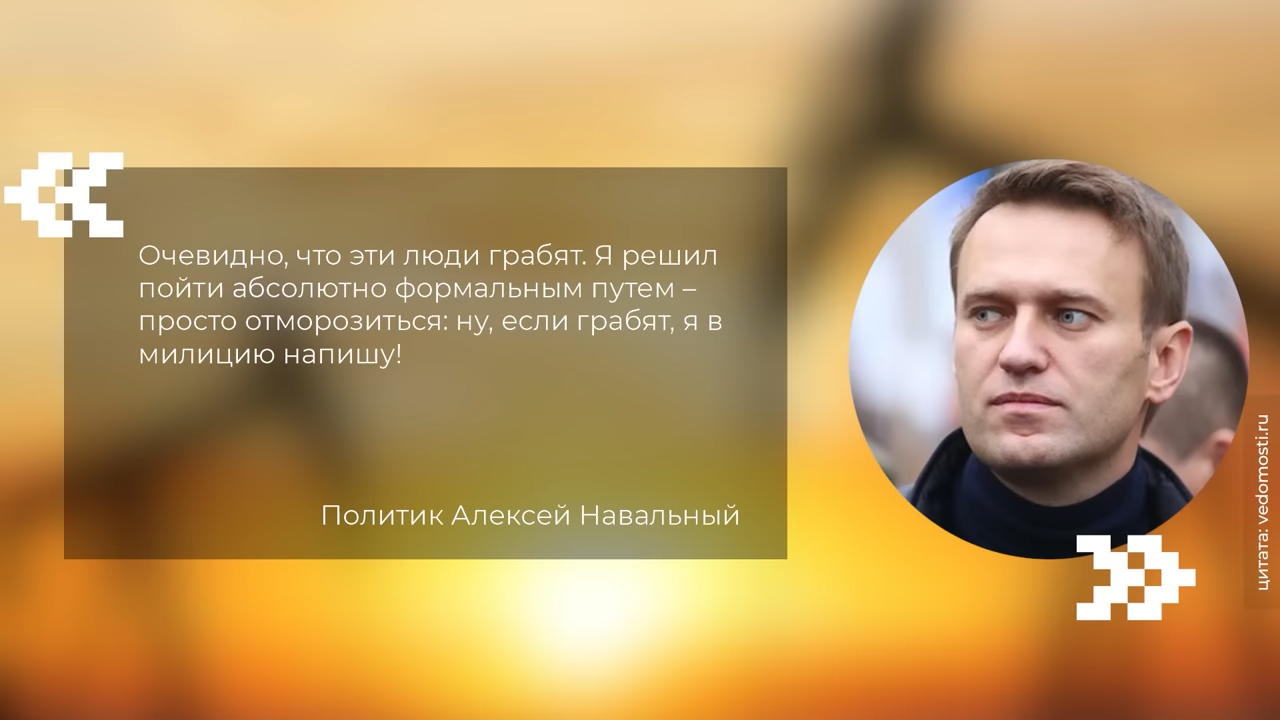 Очевидно, что эти люди грабят. Я решил
пойти абсолютно формальным путем –
просто отморозиться: ну, если грабят, я в
милицию напишу!
Политик Алексей Навальный
цитата: vedomosti.ru